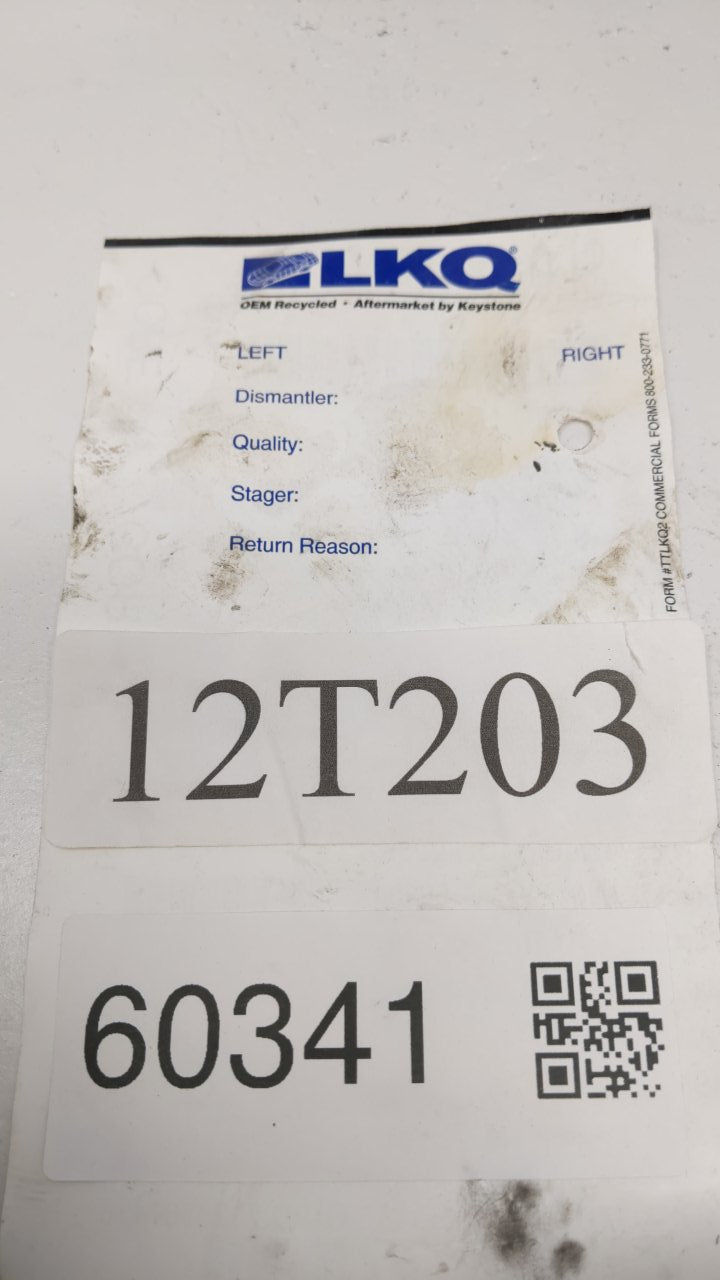 LKQ®
OEM Recycled · Aftermarket by Keystone
LEFT RIGHT
Dismantler:
Quality:
Stager:
Return Reason:
FORM #TTLKQ2 COMMERCIAL FORMS 800-233-0771
12T203
60341